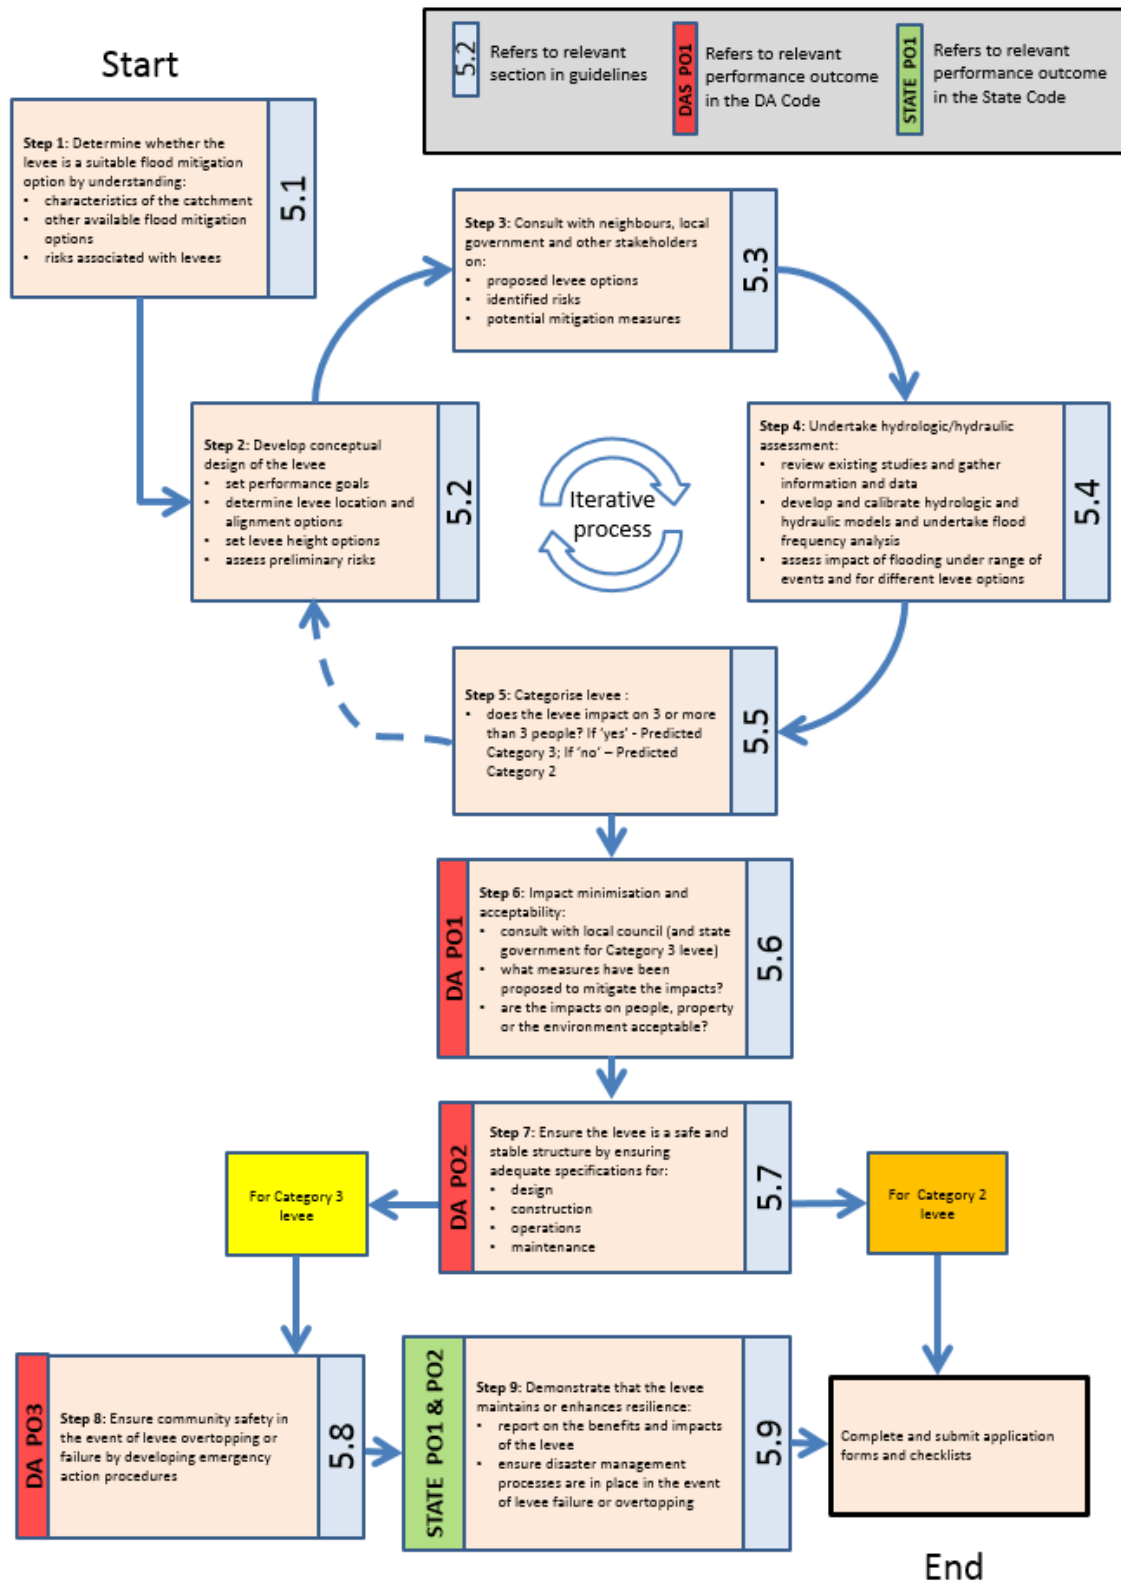 Start
5.2
Refers to relevant
section in guidelines
DAS PO1
Refers to relevant
performance outcome
in the DA Code
STATE PO1
Refers to relevant
performance outcome
in the State Code
Step 1: Determine whether the
levee is a suitable flood mitigation
option by understanding:
• characteristics of the catchment
• other available flood mitigation
options
• risks associated with levees
5.1
Step 3: Consult with neighbours, local
government and other stakeholders
on:
• proposed levee options
• identified risks
• potential mitigation measures
5.3
Step 2: Develop conceptual
design of the levee
• set performance goals
• determine levee location and
alignment options
• set levee height options
• assess preliminary risks
5.2
Iterative
process
Step 4: Undertake hydrologic/hydraulic
assessment:
• review existing studies and gather
information and data
• develop and calibrate hydrologic and
hydraulic models and undertake flood
frequency analysis
• assess impact of flooding under range of
events and for different levee options
5.4
Step 5: Categorise levee :
• does the levee impact on 3 or more
than 3 people? If ‘yes’ - Predicted
Category 3; If ‘no’ – Predicted
Category 2
5.5
DA PO1
Step 6: Impact minimisation and
acceptability:
• consult with local council (and state
government for Category 3 levee)
• what measures have been
proposed to mitigate the impacts?
• are the impacts on people, property
or the environment acceptable?
5.6
DA PO2
Step 7: Ensure the levee is a safe and
stable structure by ensuring
adequate specifications for:
• design
• construction
• operations
• maintenance
5.7
For Category 3
levee
For Category 2
levee
DA PO3
Step 8: Ensure community safety in
the event of levee overtopping or
failure by developing emergency
action procedures
5.8
STATE PO1 & PO2
Step 9: Demonstrate that the levee
maintains or enhances resilience:
• report on the benefits and impacts
of the levee
• ensure disaster management
processes are in place in the event
of levee failure or overtopping
5.9
Complete and submit application
forms and checklists
End